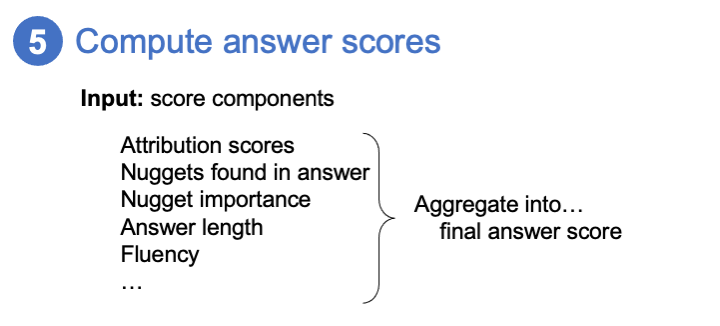 5 Compute answer scores
Input: score components
Attribution scores
Nuggets found in answer
Nugget importance
Answer length
Fluency
…
Aggregate into…
final answer score